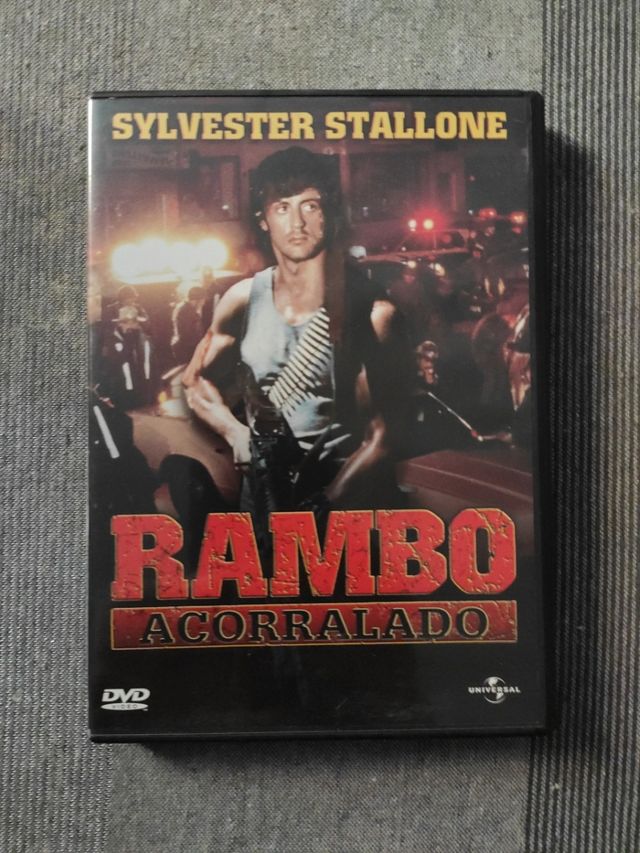 SYLVESTER STALLONE
RAMBO
ACORRALADO
DVD
VIDEO
UNIVERSAL